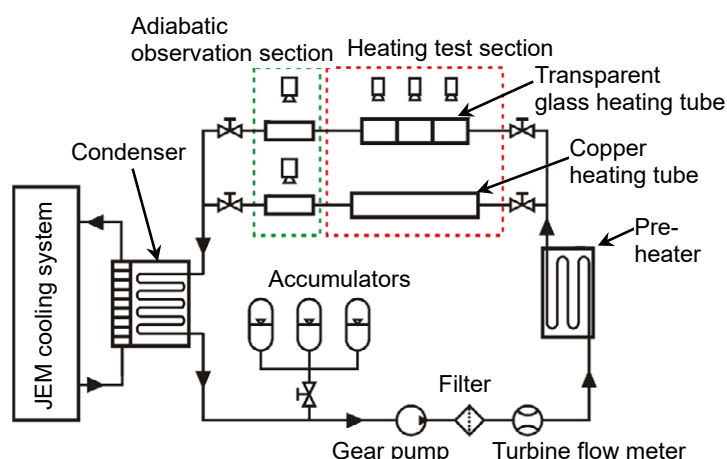 Adiabatic
observation section
Heating test section
Transparent
glass heating tube
Condenser
Copper
heating tube
JEM cooling system
Pre-
heater
Accumulators
Filter
Gear pump
Turbine flow meter